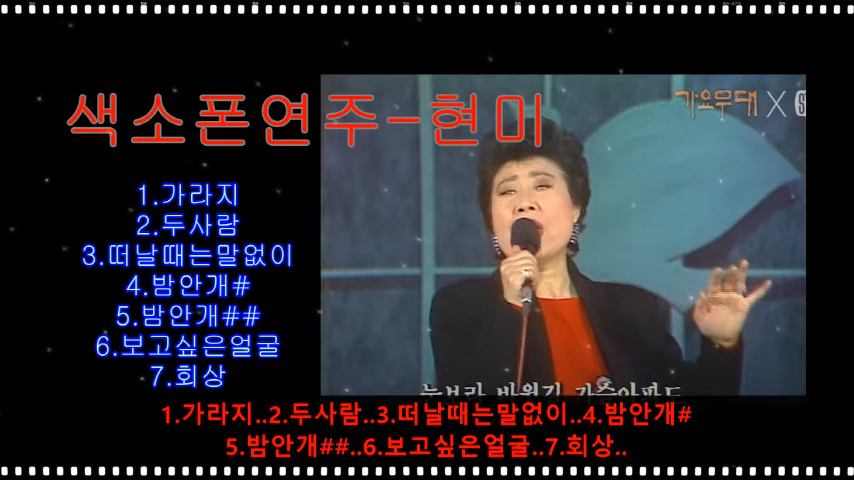 가요무대 X
색소폰연주-현미
1.가라지
2.두사람
3.떠날때는말없이
4.밤안개#
5.밤안개##
6.보고싶은얼굴
7.회상
1.가라지..2.두사람..3.떠날때는말없이..4.밤안개#
5.밤안개##..6.보고싶은얼굴..7.회상..